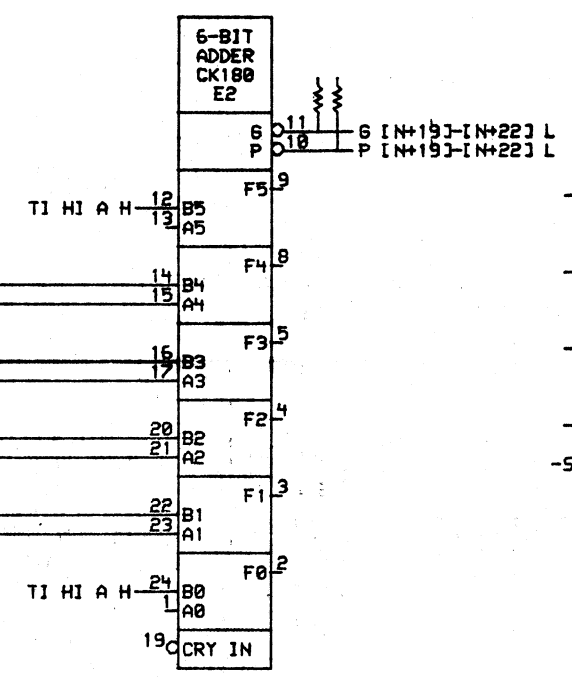 6-BIT
ADDER
CK180
E2
G 11 G [N+19]-[N+22] L
P 10 P [N+19]-[N+22] L
F5 9
TI HI A H 12 B5
13 A5
F4 8
14 B4
15 A4
F3 5
16 B3
17 A3
F2 4
20 B2
21 A2
-S
F1 3
22 B1
23 A1
F0 2
TI HI A H 24 B0
1 A0
19 CRY IN